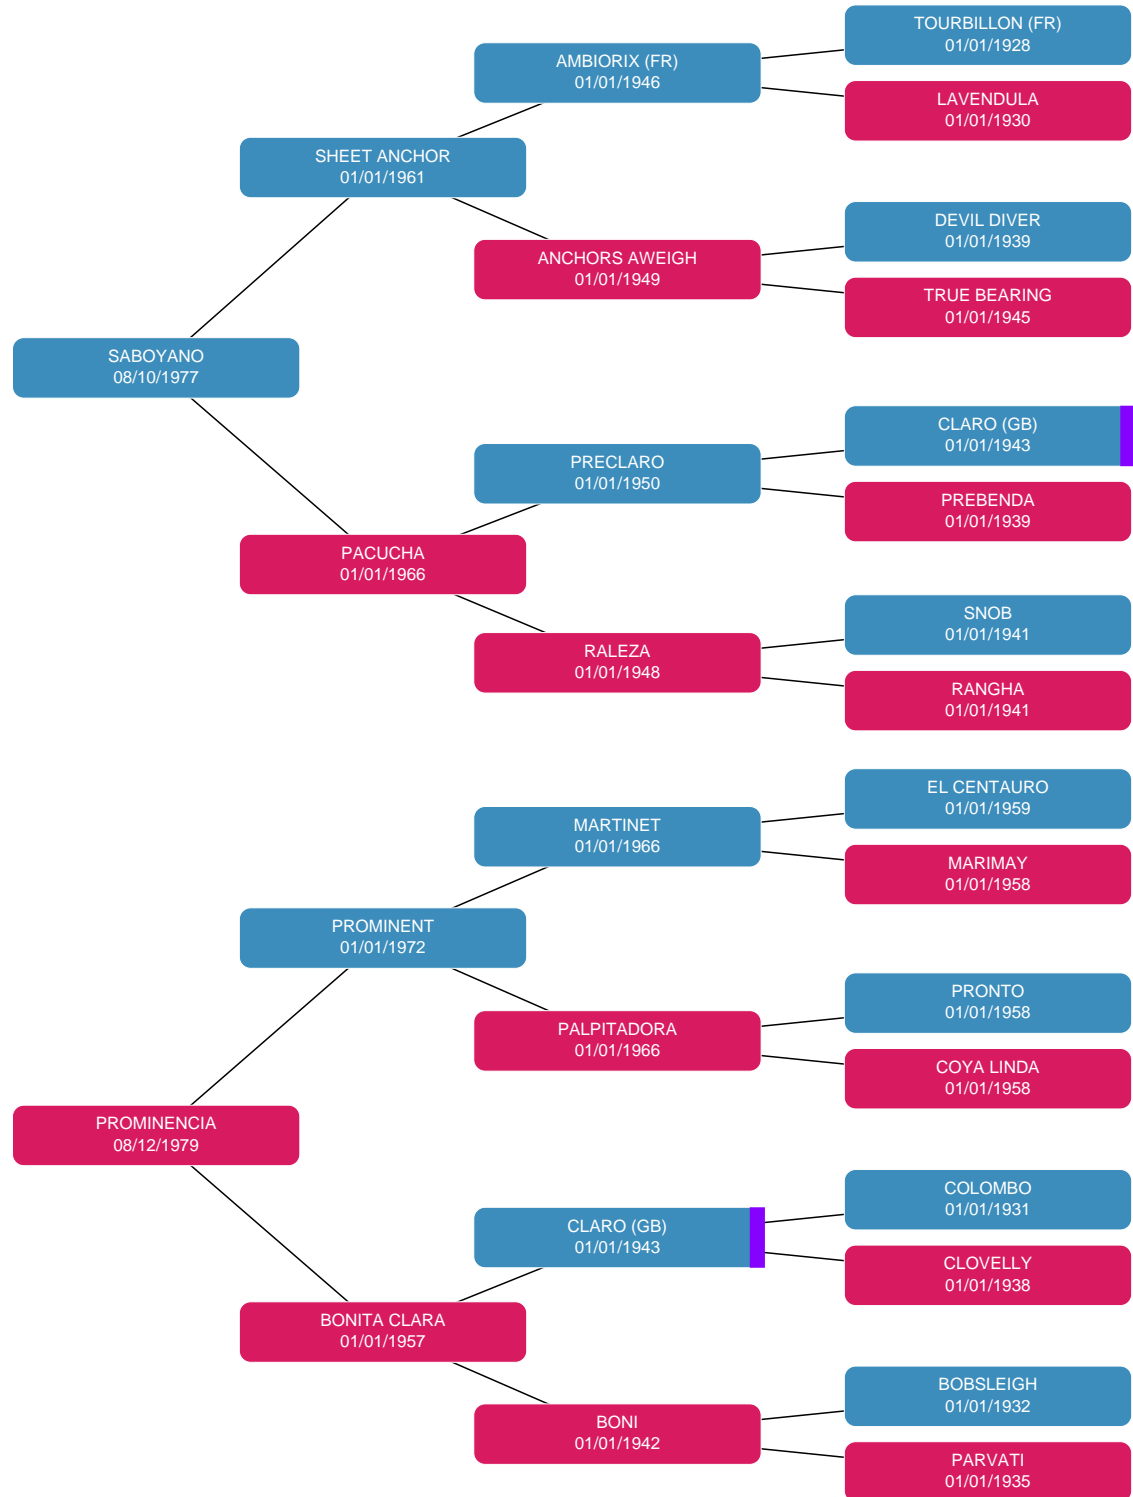 TOURBILLON (FR)
01/01/1928
AMBIORIX (FR)
01/01/1946
LAVENDULA
01/01/1930
SHEET ANCHOR
01/01/1961
DEVIL DIVER
01/01/1939
ANCHORS AWEIGH
01/01/1949
TRUE BEARING
01/01/1945
SABOYANO
08/10/1977
CLARO (GB)
01/01/1943
PRECLARO
01/01/1950
PREBENDA
01/01/1939
PACUCHA
01/01/1966
SNOB
01/01/1941
RALEZA
01/01/1948
RANGHA
01/01/1941
EL CENTAURO
01/01/1959
MARTINET
01/01/1966
MARIMAY
01/01/1958
PROMINENT
01/01/1972
PRONTO
01/01/1958
PALPITADORA
01/01/1966
COYA LINDA
01/01/1958
PROMINENCIA
08/12/1979
COLOMBO
01/01/1931
CLARO (GB)
01/01/1943
CLOVELLY
01/01/1938
BONITA CLARA
01/01/1957
BOBSLEIGH
01/01/1932
BONI
01/01/1942
PARVATI
01/01/1935